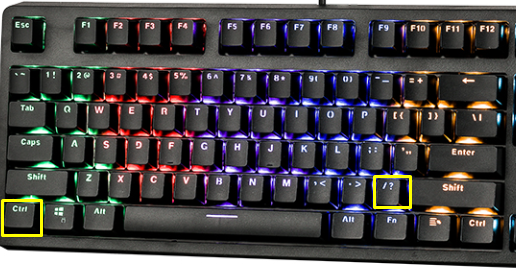 Esc F1 F2 F3 F4 F5 F6 F7 F8 F9 F10 F11 F12
~ 1! 2@ 3# 4$ 5% 6^ 7& 8* 9( 0) - = + ←
Tab Q W E R T Y U I O P [{ ]} \|
Caps A S D F G H J K L ;: '" Enter
Shift Z X C V B N M ,< .> /? Shift
Ctrl Alt Alt Fn Ctrl